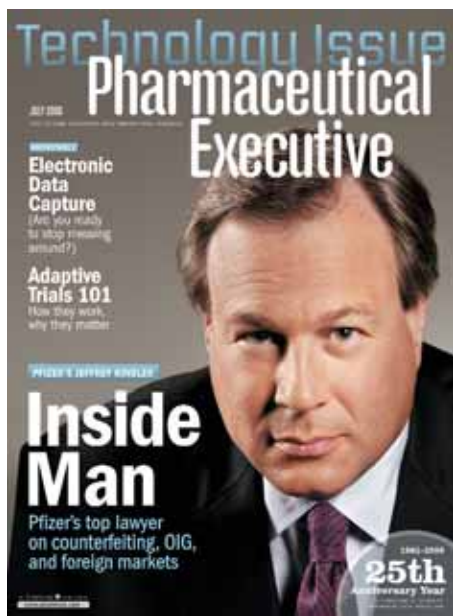 Technology Issue
Pharmaceutical
Executive
JULY 2006
Electronic
Data
Capture
(Are you ready
to stop messing
around?)
Adaptive
Trials 101
How they work,
why they matter
PFIZER'S JEFFREY KINDLER
Inside
Man
Pfizer's top lawyer
on counterfeiting, OIG,
and foreign markets
1981-2006
25th
Anniversary Year